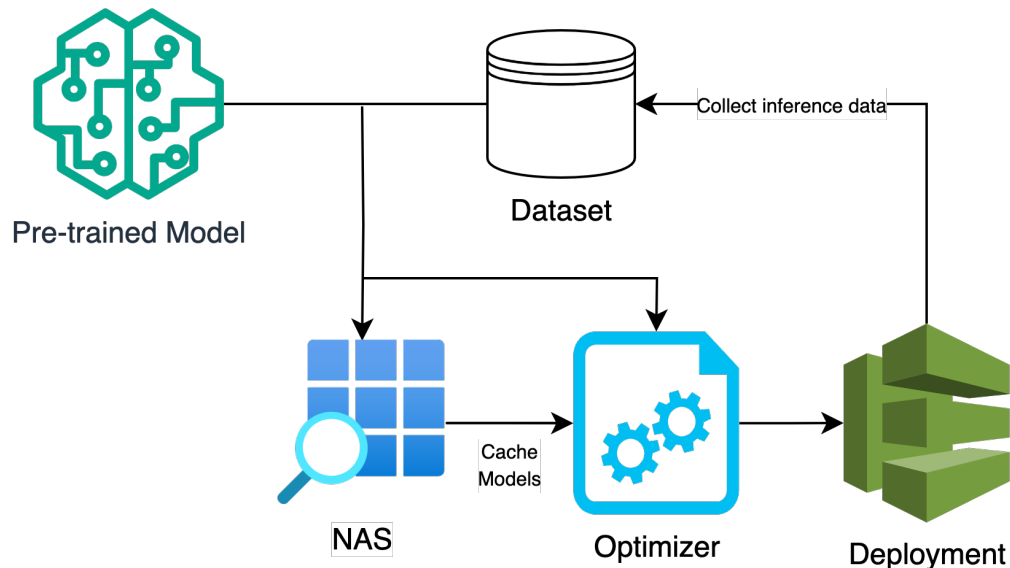 Collect inference data
Dataset
Pre-trained Model
Cache
Models
NAS
Optimizer
Deployment